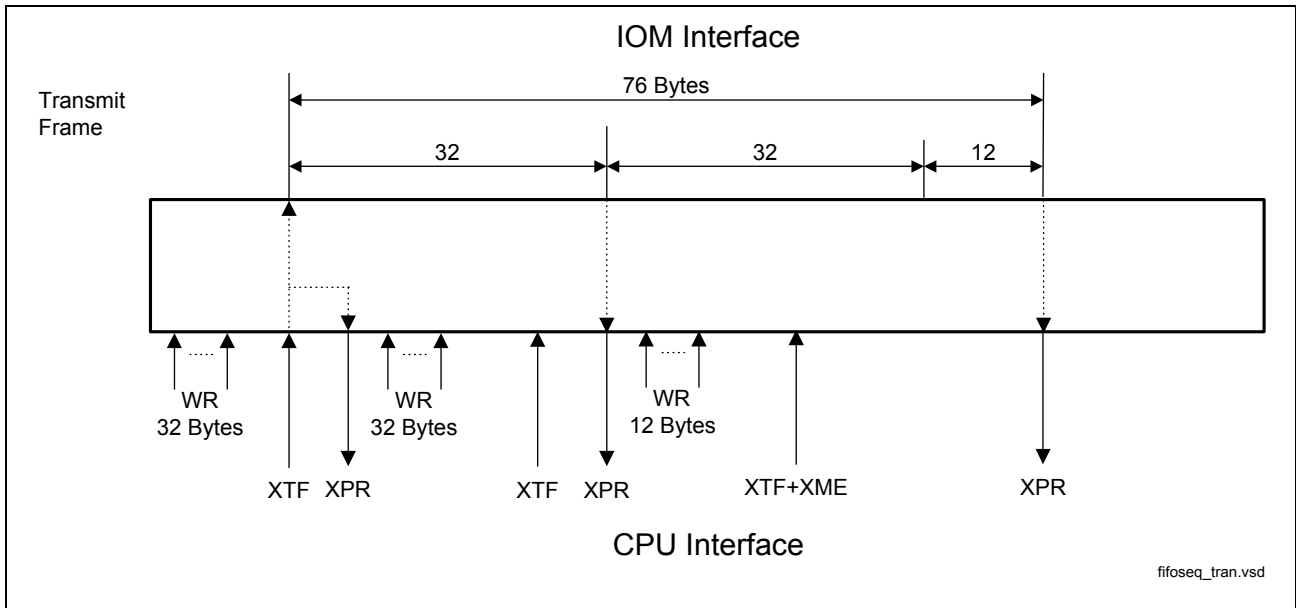 IOM Interface
Transmit
Frame
76 Bytes
32
32
12
.....
.....
.....
WR
32 Bytes
WR
32 Bytes
WR
12 Bytes
XTF
XPR
XTF
XPR
XTF+XME
XPR
CPU Interface
fifoseq_tran.vsd